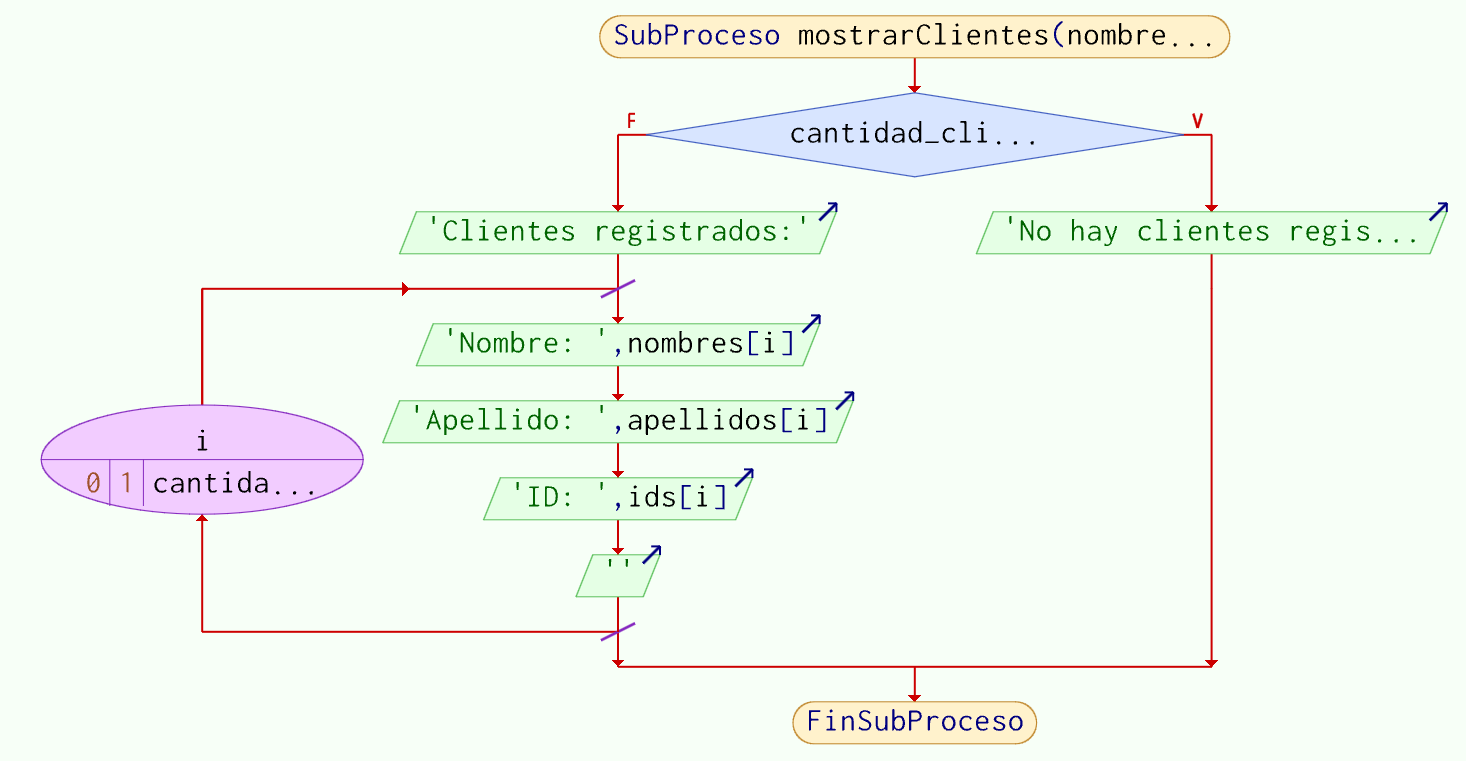 SubProceso mostrarClientes(nombre...
cantidad_cli...
F
V
'Clientes registrados:'
'No hay clientes regis...
'Nombre: ',nombres[i]
'Apellido: ',apellidos[i]
i
0 1 cantida...
'ID: ',ids[i]
''
FinSubProceso